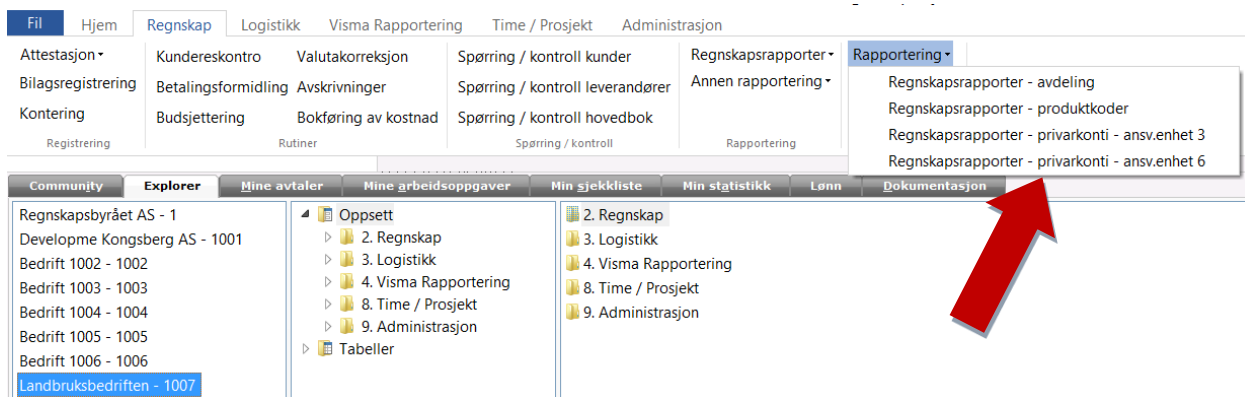 Fil Hjem Regnskap Logistikk Visma Rapportering Time / Prosjekt Administrasjon
Attestasjon Kundereskontro Valutakorreksjon Spørring / kontroll kunder Regnskapsrapporter Rapportering
Bilagsregistrering Betalingsformidling Avskrivninger Spørring / kontroll leverandører Annen rapportering
Kontering Budsjettering Bokføring av kostnad Spørring / kontroll hovedbok
Registrering Rutiner Spørring / kontroll Rapportering
Regnskapsrapporter - avdeling
Regnskapsrapporter - produktkoder
Regnskapsrapporter - privarkonti - ansv.enhet 3
Regnskapsrapporter - privarkonti - ansv.enhet 6
Community Explorer Mine avtaler Mine arbeidsoppgaver Min sjekkliste Min statistikk Lønn Dokumentasjon
Regnskapsbyrået AS - 1
Developme Kongsberg AS - 1001
Bedrift 1002 - 1002
Bedrift 1003 - 1003
Bedrift 1004 - 1004
Bedrift 1005 - 1005
Bedrift 1006 - 1006
Landbruksbedriften - 1007
Oppsett
2. Regnskap
3. Logistikk
4. Visma Rapportering
8. Time / Prosjekt
9. Administrasjon
Tabeller
2. Regnskap
3. Logistikk
4. Visma Rapportering
8. Time / Prosjekt
9. Administrasjon